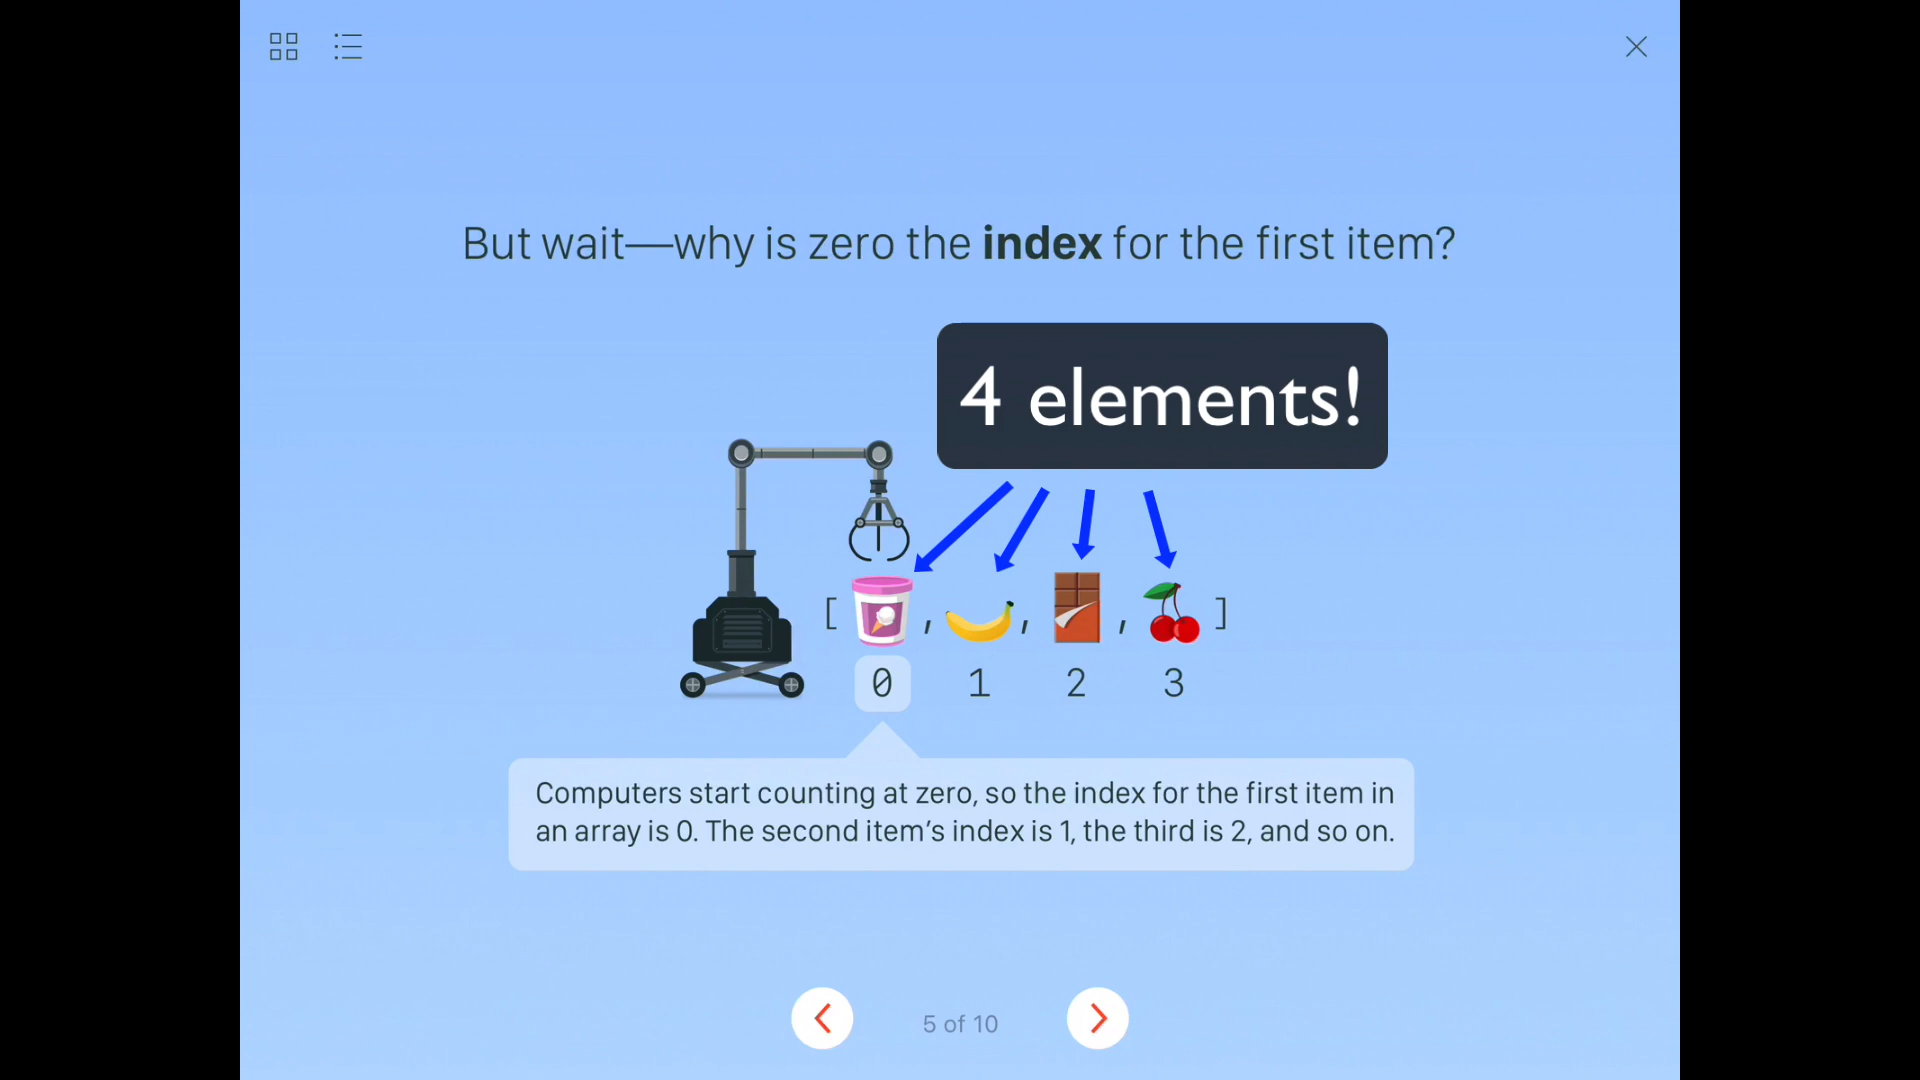 But wait—why is zero the index for the first item?
4 elements!
[ , , , ]
0 1 2 3
Computers start counting at zero, so the index for the first item in
an array is 0. The second item’s index is 1, the third is 2, and so on.
5 of 10